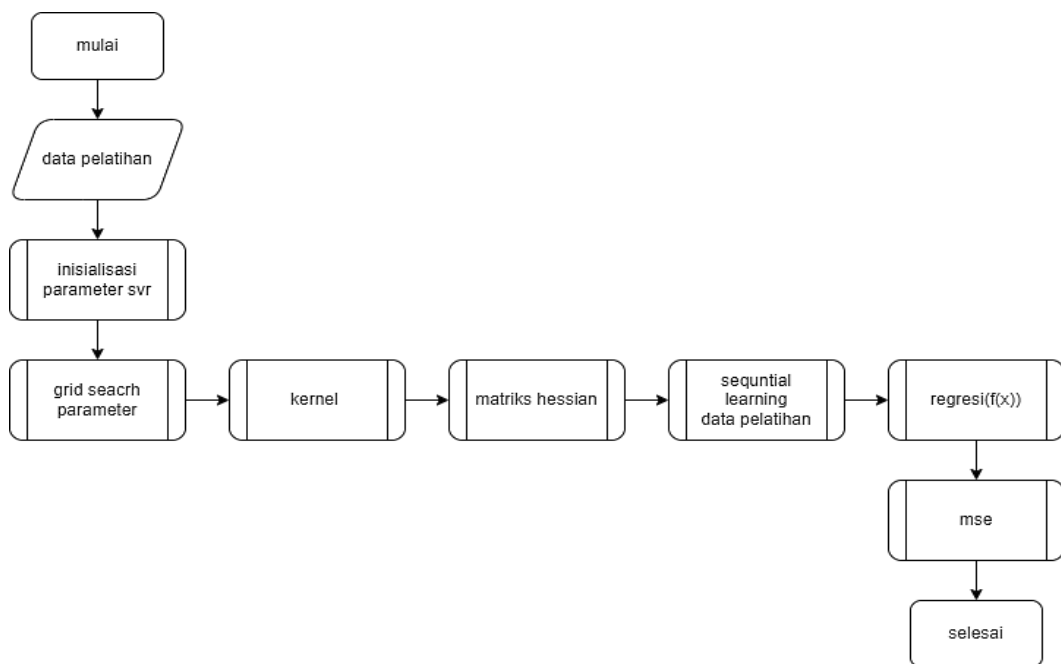 mulai
data pelatihan
inisialisasi
parameter svr
grid seacrh
parameter
kernel
matriks hessian
sequntial
learning
data pelatihan
regresi(f(x))
mse
selesai